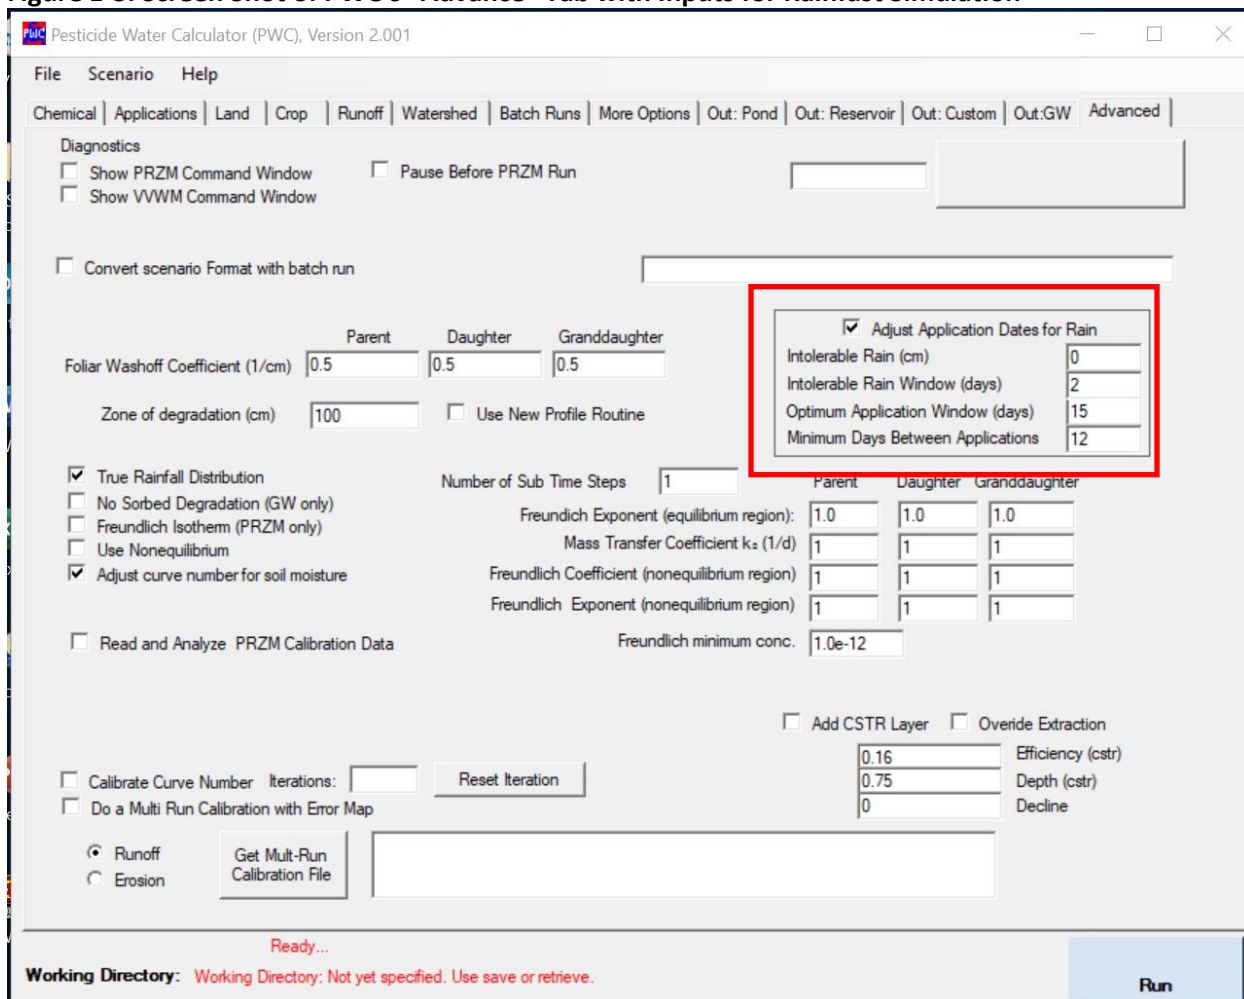 Pesticide Water Calculator (PWC), Version 2.001
File Scenario Help
Chemical Applications Land Crop Runoff Watershed Batch Runs More Options Out: Pond Out: Reservoir Out: Custom Out:GW Advanced
Diagnostics
Show PRZM Command Window Pause Before PRZM Run
Show VVWM Command Window
Convert scenario Format with batch run
Adjust Application Dates for Rain
Intolerable Rain (cm) 0
Intolerable Rain Window (days) 2
Optimum Application Window (days) 15
Minimum Days Between Applications 12
Parent Daughter Granddaughter
Foliar Washoff Coefficient (1/cm) 0.5 0.5 0.5
Zone of degradation (cm) 100 Use New Profile Routine
True Rainfall Distribution
No Sorbed Degradation (GW only)
Freundlich Isotherm (PRZM only)
Use Nonequilibrium
Adjust curve number for soil moisture
Number of Sub Time Steps 1
Parent Daughter Granddaughter
Freundich Exponent (equilibrium region): 1.0 1.0 1.0
Mass Transfer Coefficient k₂ (1/d) 1 1 1
Freundlich Coefficient (nonequilibrium region) 1 1 1
Freundlich Exponent (nonequilibrium region) 1 1 1
Read and Analyze PRZM Calibration Data
Freundlich minimum conc. 1.0e-12
Add CSTR Layer Overide Extraction
0.16 Efficiency (cstr)
0.75 Depth (cstr)
0 Decline
Calibrate Curve Number Iterations: Reset Iteration
Do a Multi Run Calibration with Error Map
Runoff
Erosion
Get Mult-Run
Calibration File
Ready...
Working Directory: Working Directory: Not yet specified. Use save or retrieve.
Run